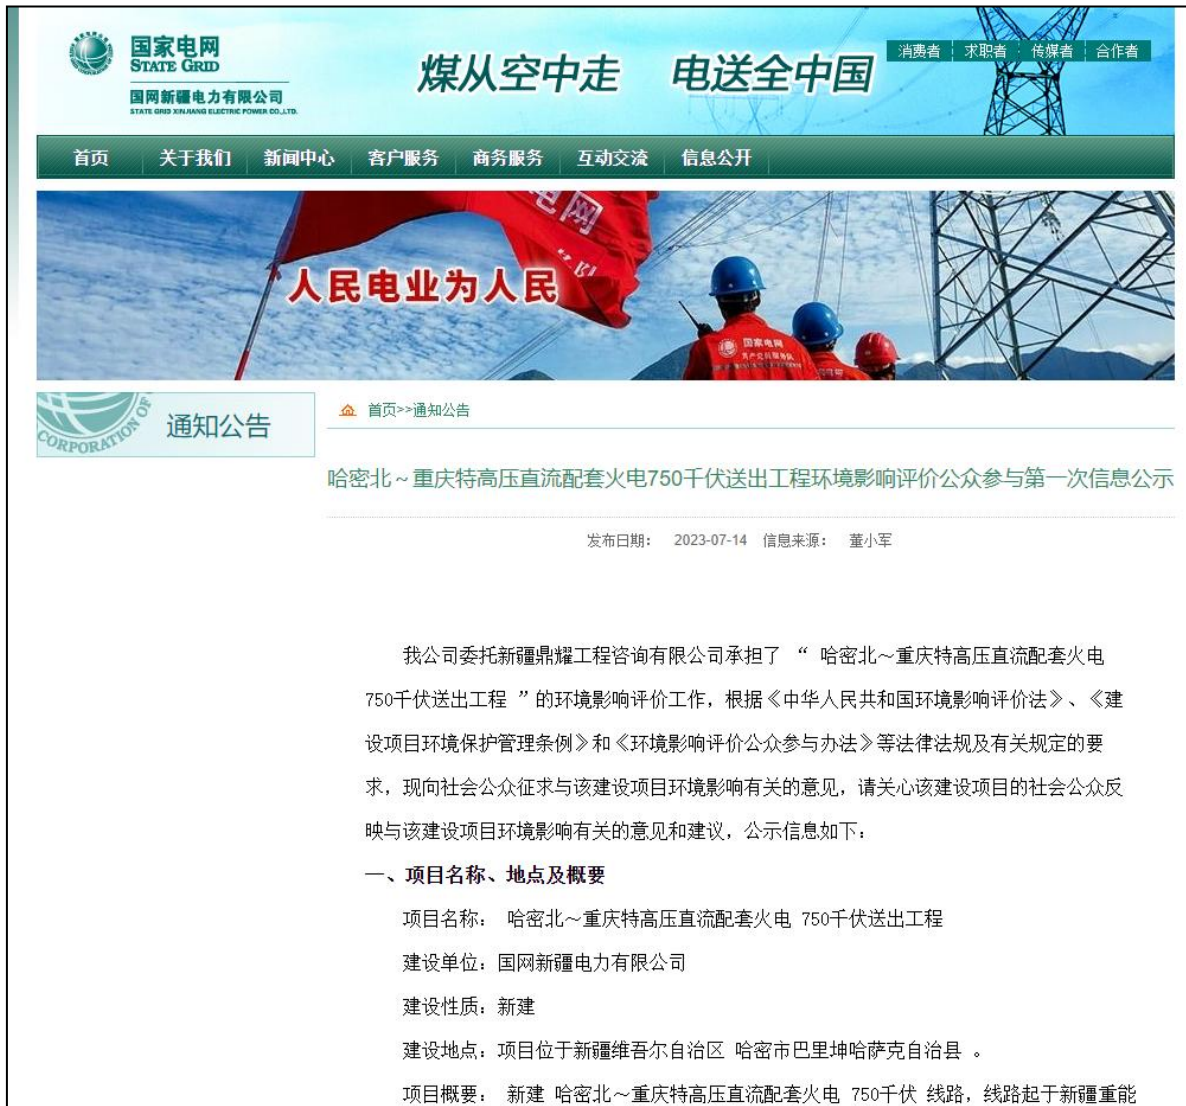 国家电网
STATE GRID
国网新疆电力有限公司
STATE GRID XINJIANG ELECTRIC POWER CO.,LTD.
煤从空中走 电送全中国
消费者 求职者 传媒者 合作者
首页 关于我们 新闻中心 客户服务 商务服务 互动交流 信息公开
电网
人民电业为人民
国家电网
CORPORATION OF
通知公告
首页>>通知公告
哈密北～重庆特高压直流配套火电750千伏送出工程环境影响评价公众参与第一次信息公示
发布日期： 2023-07-14 信息来源： 董小军
我公司委托新疆鼎耀工程咨询有限公司承担了 “ 哈密北～重庆特高压直流配套火电
750千伏送出工程 ”的环境影响评价工作，根据《中华人民共和国环境影响评价法》、《建
设项目环境保护管理条例》和《环境影响评价公众参与办法》等法律法规及有关规定的要
求，现向社会公众征求与该建设项目环境影响有关的意见，请关心该建设项目的社会公众反
映与该建设项目环境影响有关的意见和建议，公示信息如下：
一、项目名称、地点及概要
项目名称： 哈密北～重庆特高压直流配套火电 750千伏送出工程
建设单位：国网新疆电力有限公司
建设性质：新建
建设地点：项目位于新疆维吾尔自治区 哈密市巴里坤哈萨克自治县 。
项目概要： 新建 哈密北～重庆特高压直流配套火电 750千伏 线路，线路起于新疆重能